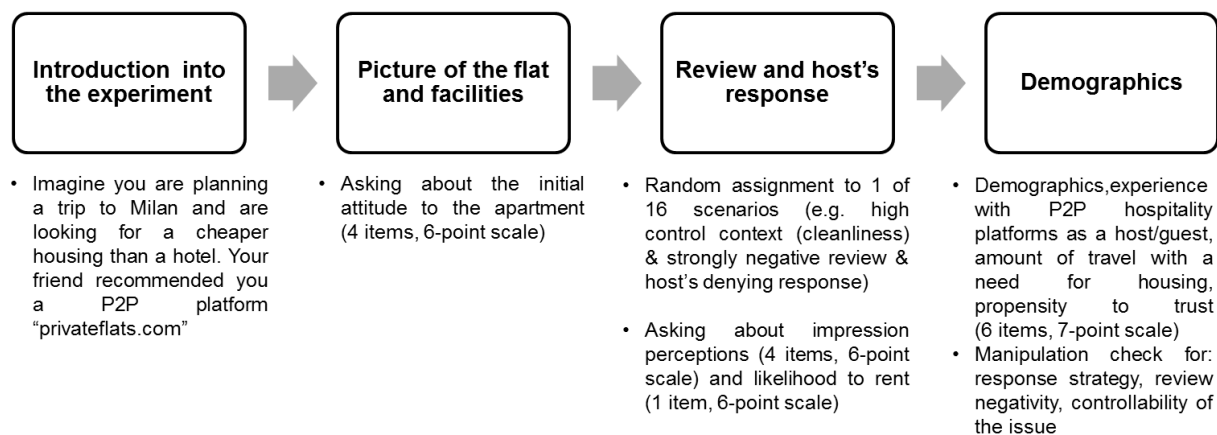 Introduction into
the experiment
Picture of the flat
and facilities
Review and host's
response
Demographics
• Imagine you are planning
a trip to Milan and are
looking for a cheaper
housing than a hotel. Your
friend recommended you
a P2P platform
“privateflats.com”
• Asking about the initial
attitude to the apartment
(4 items, 6-point scale)
• Random assignment to 1 of
16 scenarios (e.g. high
control context (cleanliness)
& strongly negative review &
host's denying response)
• Asking about impression
perceptions (4 items, 6-point
scale) and likelihood to rent
(1 item, 6-point scale)
• Demographics,experience
with P2P hospitality
platforms as a host/guest,
amount of travel with a
need for housing,
propensity to trust
(6 items, 7-point scale)
• Manipulation check for:
response strategy, review
negativity, controllability of
the issue